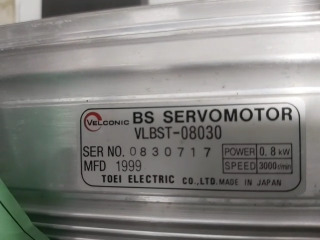 VELCONIC BS SERVOMOTOR
VLBST-08030
SER NO. 0830717 POWER 0.8 kW
MFD 1999 SPEED 3000 r/min
TOEI ELECTRIC CO., LTD. MADE IN JAPAN